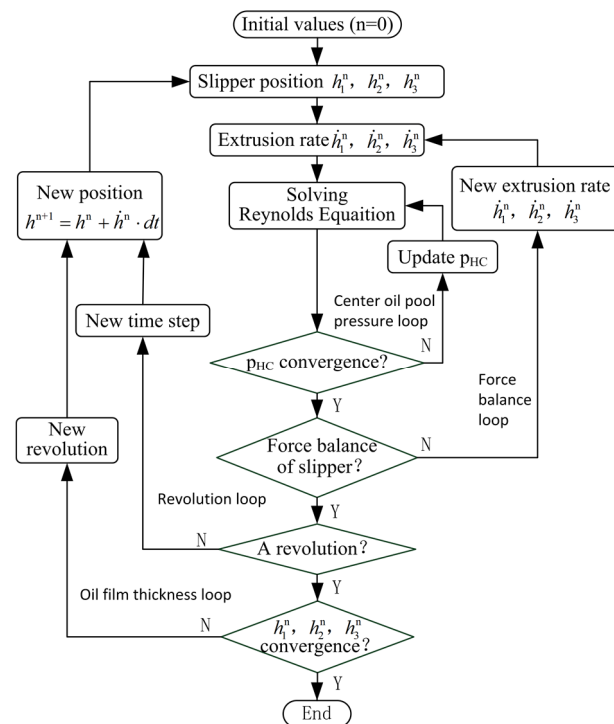 Initial values (n=0)
Slipper position h₁ⁿ, h₂ⁿ, h₃ⁿ
Extrusion rate ḣ₁ⁿ, ḣ₂ⁿ, ḣ₃ⁿ
New position
hⁿ⁺¹ = hⁿ + ḣⁿ · dt
Solving
Reynolds Equaition
New extrusion rate
ḣ₁ⁿ, ḣ₂ⁿ, ḣ₃ⁿ
Update pHC
New time step
Center oil pool
pressure loop
N
pHC convergence?
Y
Force
balance
loop
New
revolution
Force balance
of slipper?
N
Revolution loop
Y
N
A revolution?
Oil film thickness loop
Y
N
h₁ⁿ, h₂ⁿ, h₃ⁿ
convergence?
Y
End